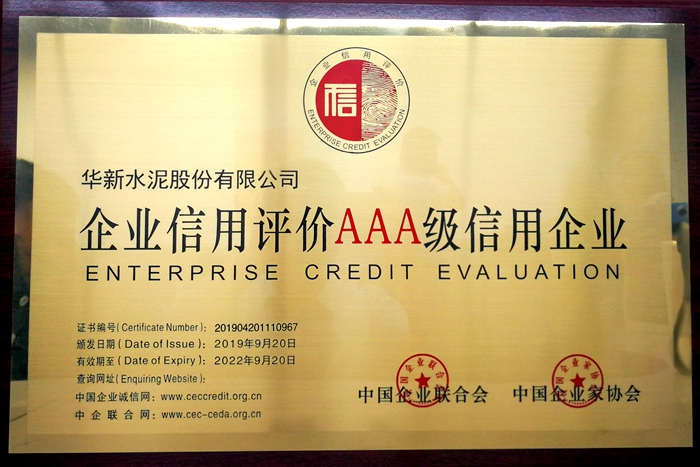 企业信用评价
信
ENTERPRISE CREDIT EVALUATION
华新水泥股份有限公司
企业信用评价AAA级信用企业
ENTERPRISE CREDIT EVALUATION
证书编号(Certificate Number)：201904201110967
颁发日期(Date of Issue)：2019年9月20日
有效期至(Date of Expiry)：2022年9月20日
查询网址(Enquiring Website)：
中国企业诚信网：www.ceccredit.org.cn
中企联合网：www.cec-ceda.org.cn
中国企业联合会
中国企业家协会